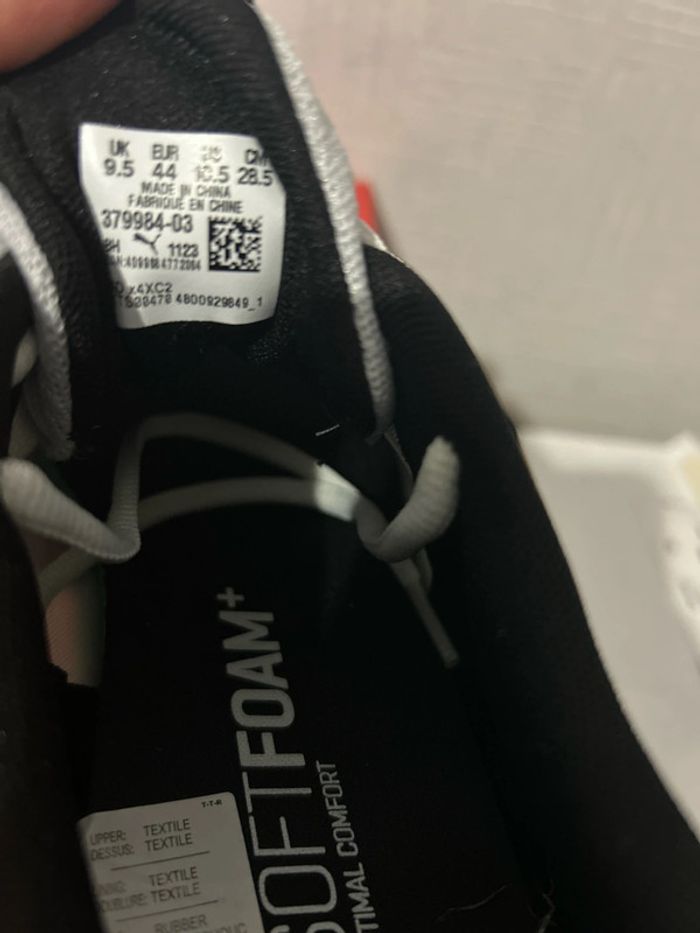 UK EUR US CM
9.5 44 10.5 28.5
MADE IN CHINA
FABRIQUÉ EN CHINE
379984-03
1123
4800929849_1
SOFTFOAM+
OPTIMAL COMFORT
T-T-R
UPPER: TEXTILE
DESSUS: TEXTILE
TEXTILE
TEXTILE
RUBBER